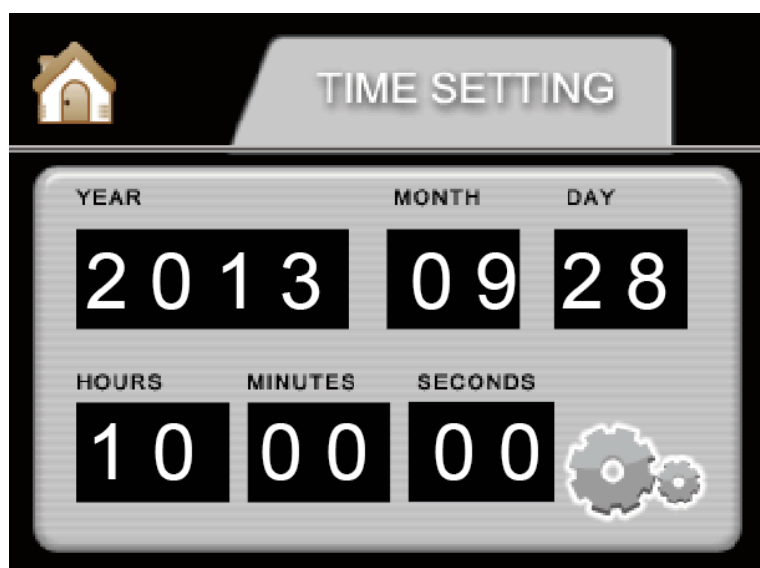 TIME SETTING
YEAR MONTH DAY
2013 09 28
HOURS MINUTES SECONDS
10 00 00